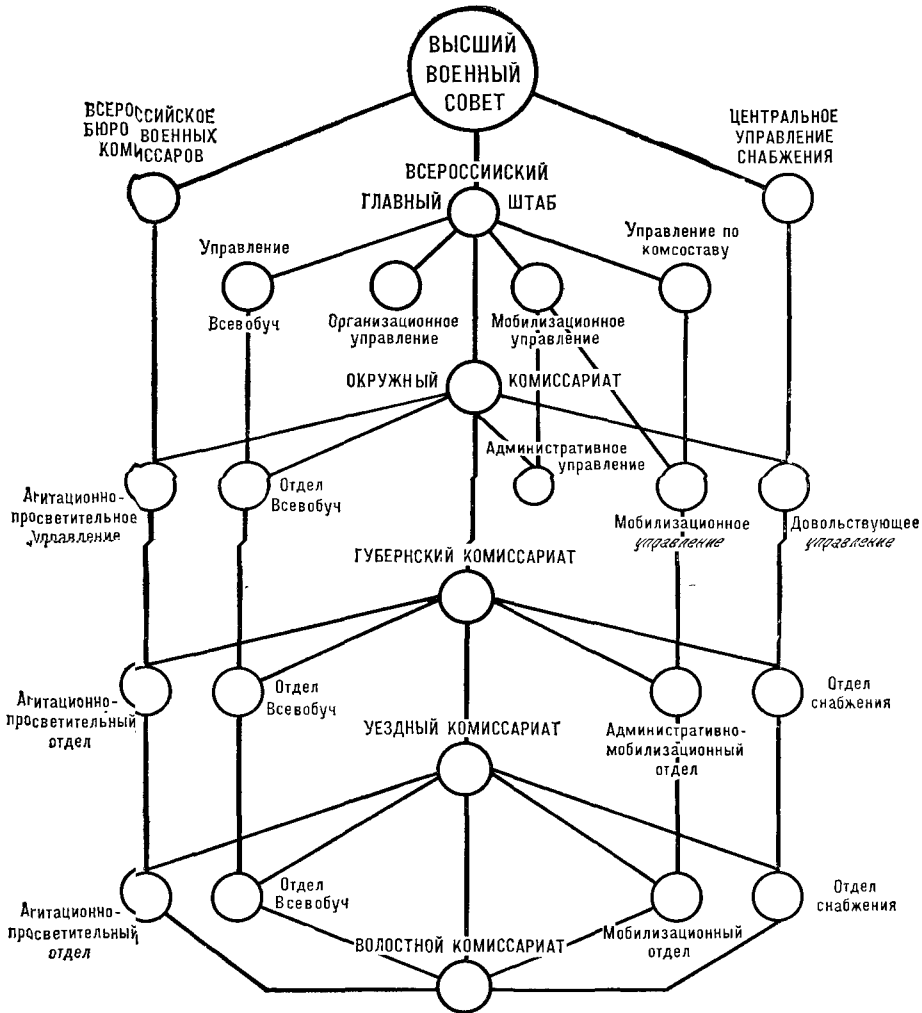 ВЫСШИЙ
ВОЕННЫЙ
СОВЕТ
ВСЕРОССИЙСКОЕ
БЮРО ВОЕННЫХ
КОМИССАРОВ
ЦЕНТРАЛЬНОЕ
УПРАВЛЕНИЕ
СНАБЖЕНИЯ
ВСЕРОССИИСКИЙ
ГЛАВНЫЙ ШТАБ
Управление
Всевобуч
Организационное
управление
Мобилизационное
управление
Управление по
комсоставу
ОКРУЖНЫЙ КОМИССАРИАТ
Агитационно-
просветительное
управление
Отдел
Всевобуч
Административное
управление
Мобилизационное
управление
Довольствующее
управление
ГУБЕРНСКИЙ КОМИССАРИАТ
Агитационно-
просветительный
отдел
Отдел
Всевобуч
Административно-
мобилизационный
отдел
Отдел
снабжения
УЕЗДНЫЙ КОМИССАРИАТ
Агитационно-
просветительный
отдел
Отдел
Всевобуч
Мобилизационный
отдел
Отдел
снабжения
ВОЛОСТНОЙ КОМИССАРИАТ